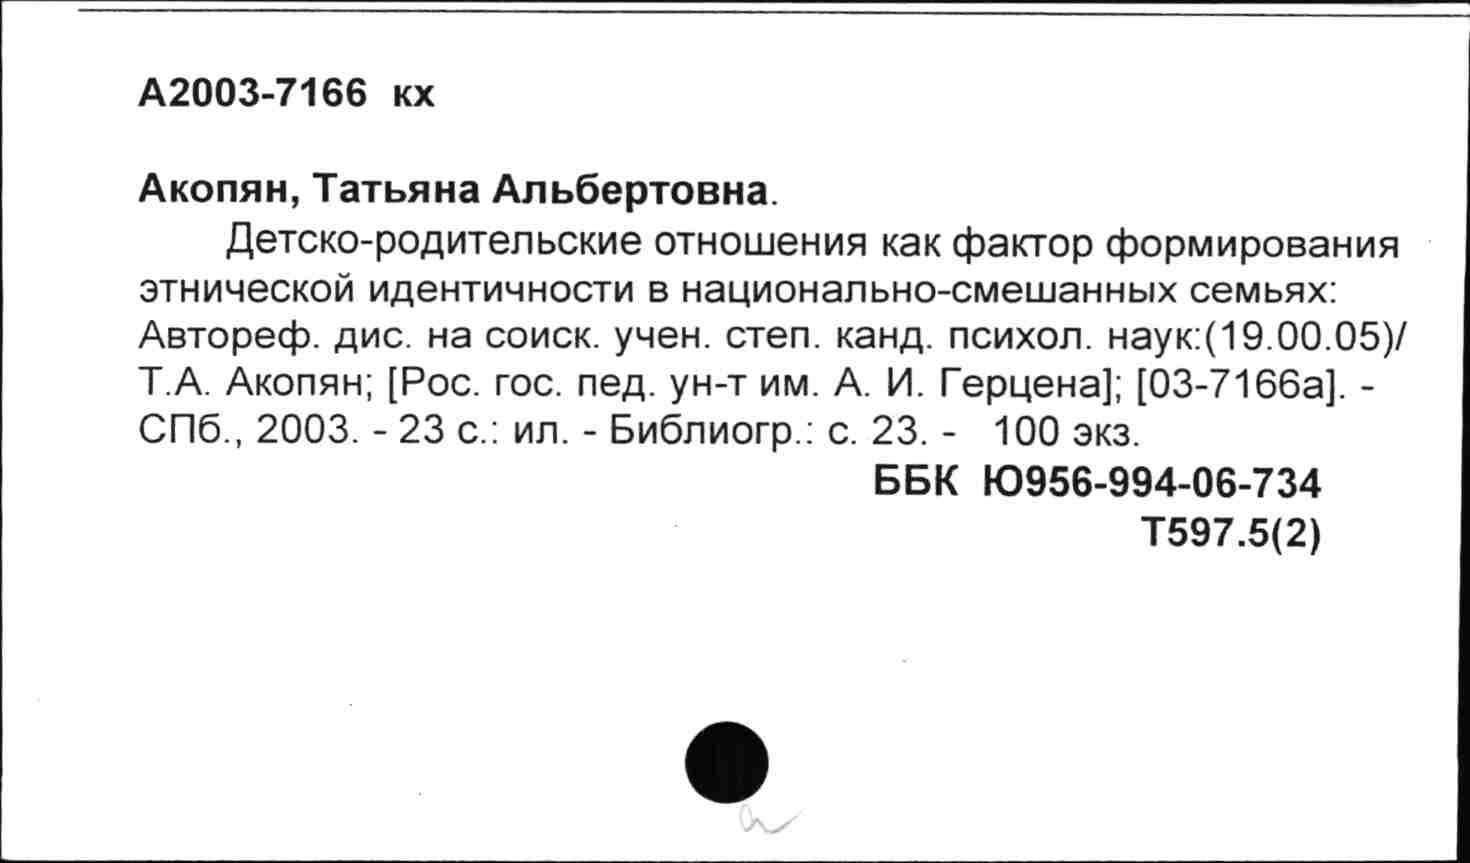 А2003-7166 кх
Акопян, Татьяна Альбертовна.
Детско-родительские отношения как фактор формирования
этнической идентичности в национально-смешанных семьях:
Автореф. дис. на соиск. учен. степ. канд. психол. наук:(19.00.05)/
Т.А. Акопян; [Рос. гос. пед. ун-т им. А. И. Герцена]; [03-7166а]. -
СПб., 2003. - 23 с.: ил. - Библиогр.: с. 23. - 100 экз.
ББК Ю956-994-06-734
Т597.5(2)